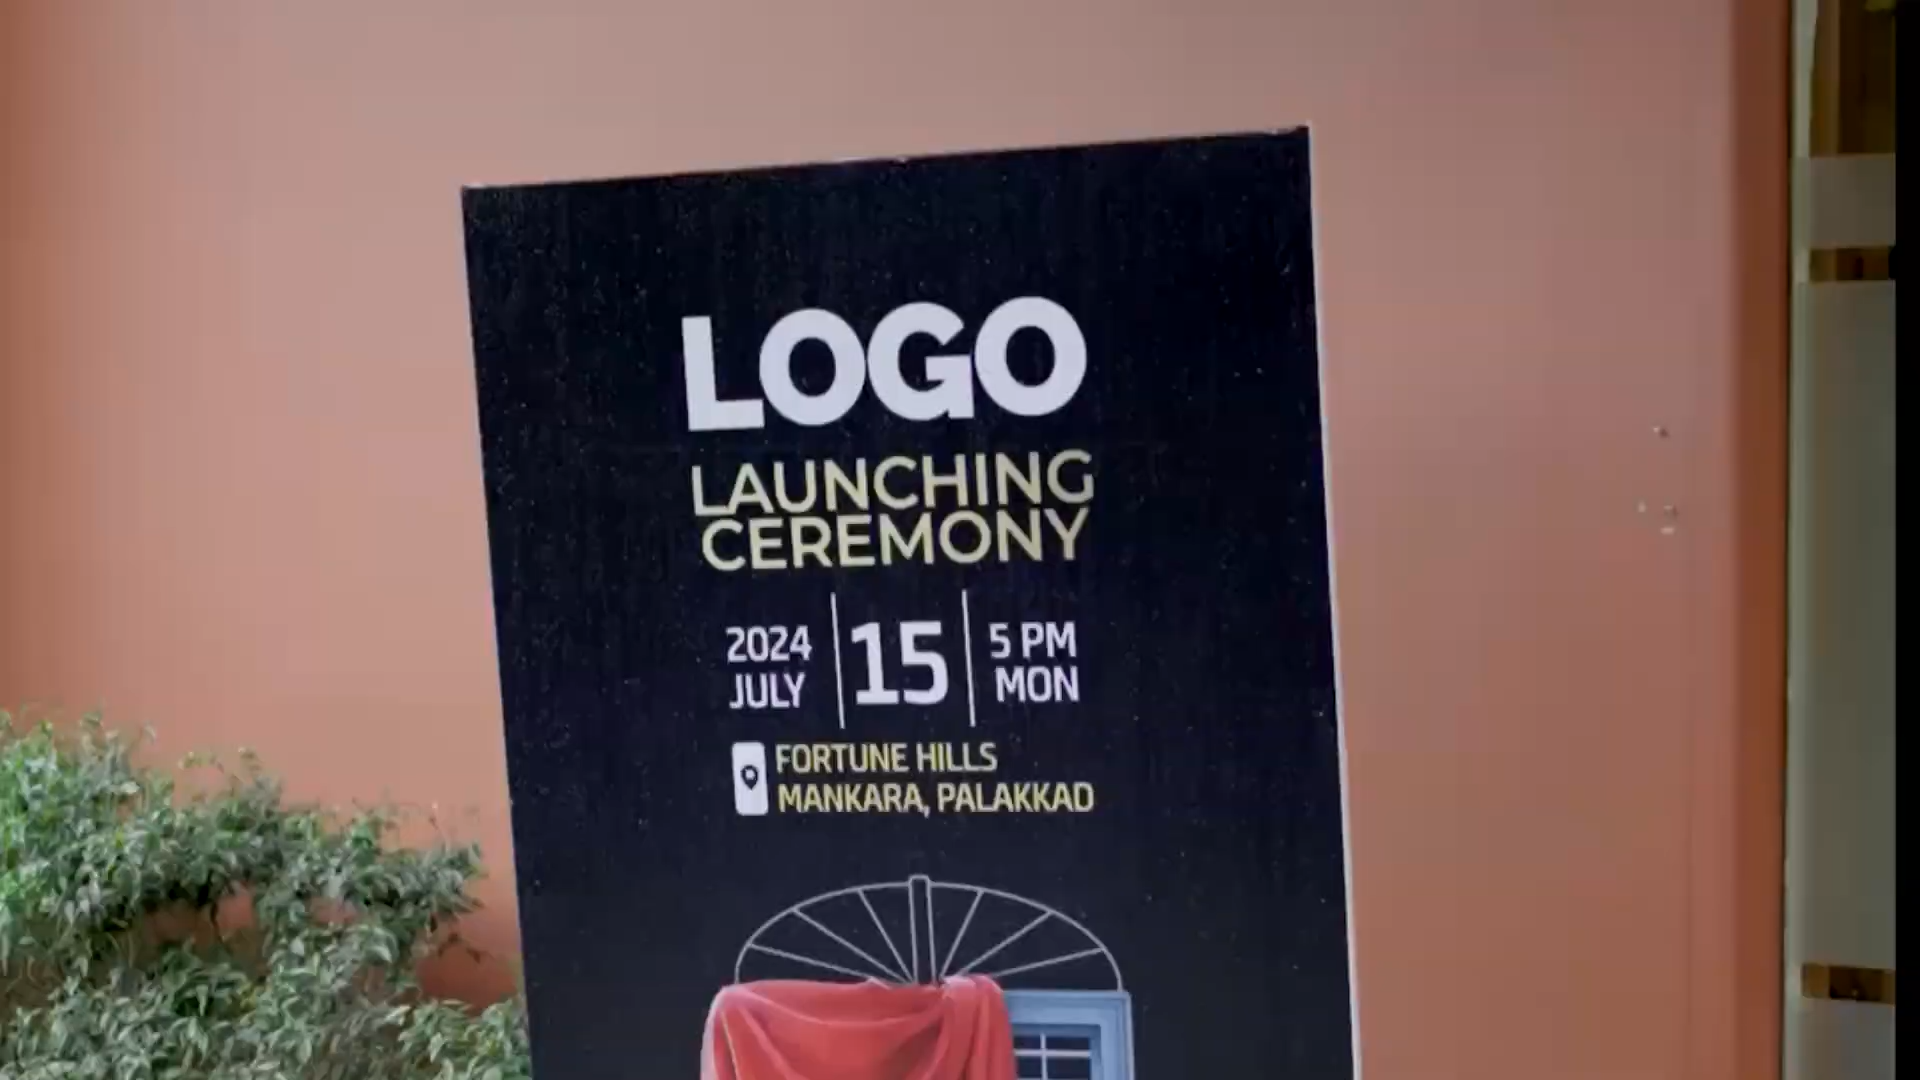 LOGO
LAUNCHING
CEREMONY
2024
JULY
15
5 PM
MON
FORTUNE HILLS
MANKARA, PALAKKAD